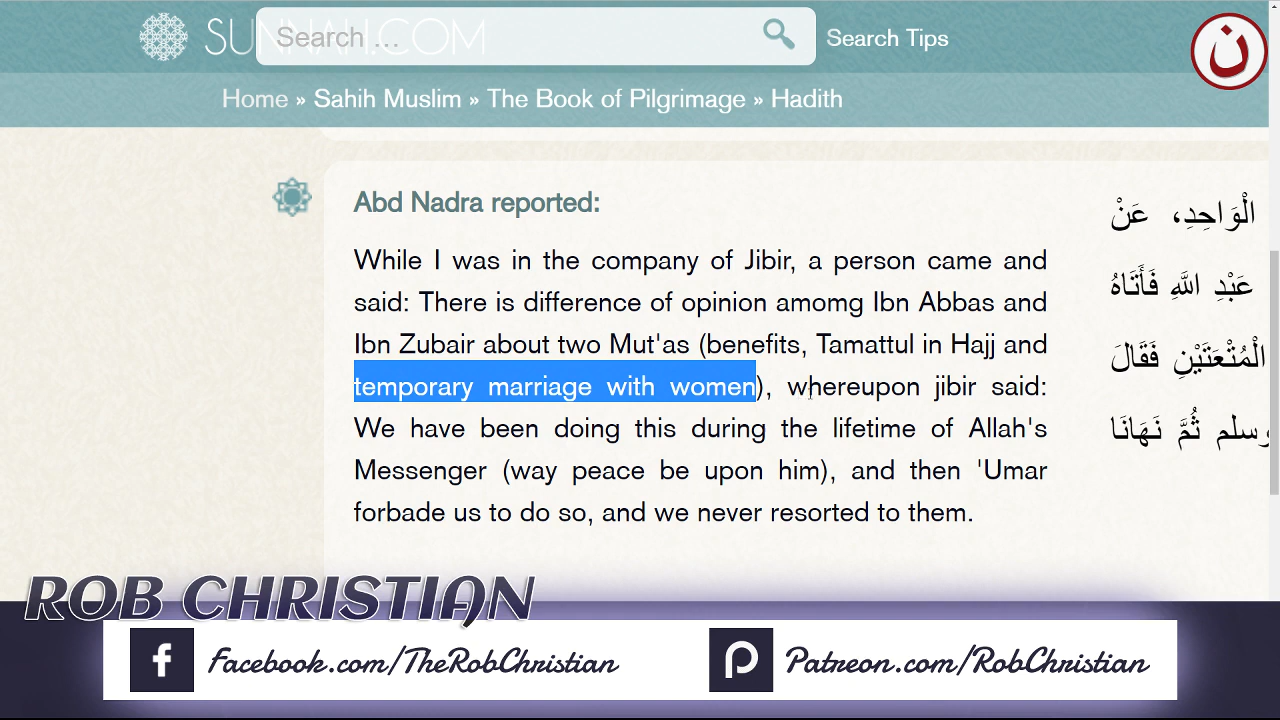 SUNNAH.COM
Search ...
Search Tips
ن
Home » Sahih Muslim » The Book of Pilgrimage » Hadith
Abd Nadra reported:
While I was in the company of Jibir, a person came and
said: There is difference of opinion amomg Ibn Abbas and
Ibn Zubair about two Mut'as (benefits, Tamattul in Hajj and
temporary marriage with women), whereupon jibir said:
We have been doing this during the lifetime of Allah's
Messenger (way peace be upon him), and then 'Umar
forbade us to do so, and we never resorted to them.
الْوَاحِدِ، عَنْ
عَبْدِ اللَّهِ فَأَتَاهُ
الْمُتْعَتَيْنِ فَقَالَ
وسلم ثُمَّ نَهَانَا
ROB CHRISTIAN
f Facebook.com/TheRobChristian
Patreon.com/RobChristian